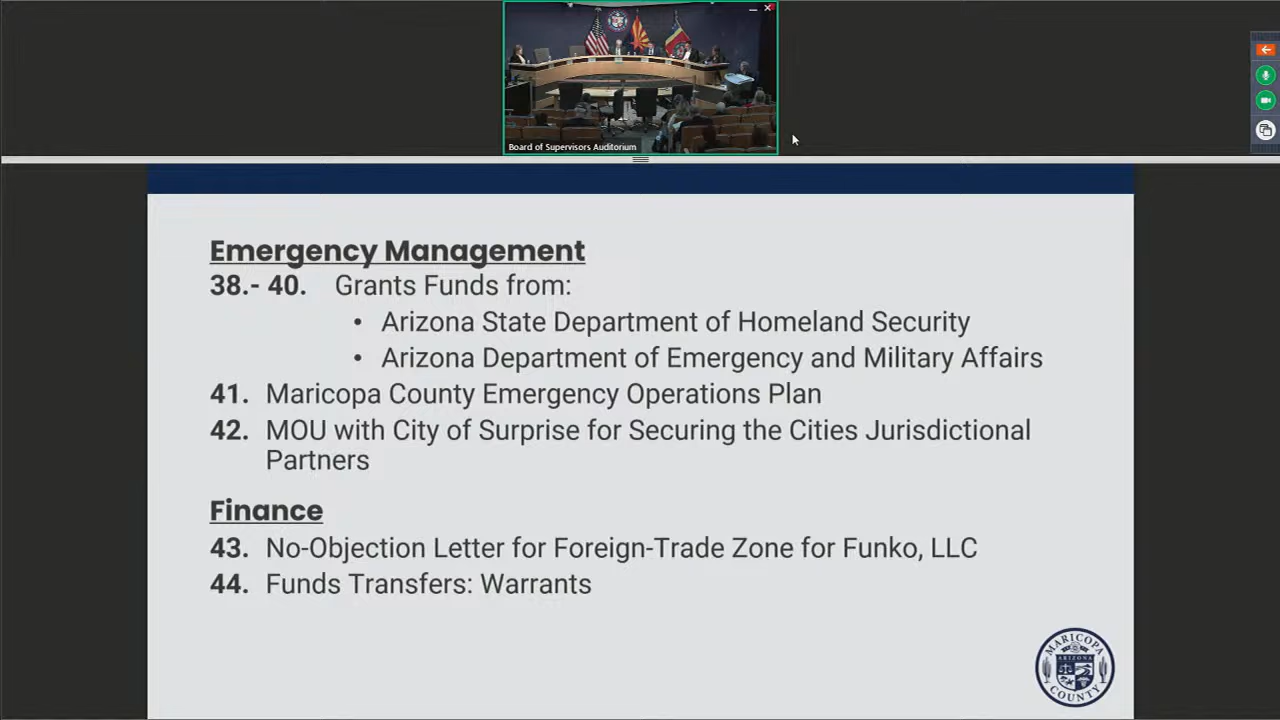 Board of Supervisors Auditorium
Emergency Management
38.- 40. Grants Funds from:
• Arizona State Department of Homeland Security
• Arizona Department of Emergency and Military Affairs
41. Maricopa County Emergency Operations Plan
42. MOU with City of Surprise for Securing the Cities Jurisdictional
Partners
Finance
43. No-Objection Letter for Foreign-Trade Zone for Funko, LLC
44. Funds Transfers: Warrants
MARICOPA
ARIZONA
COUNTY